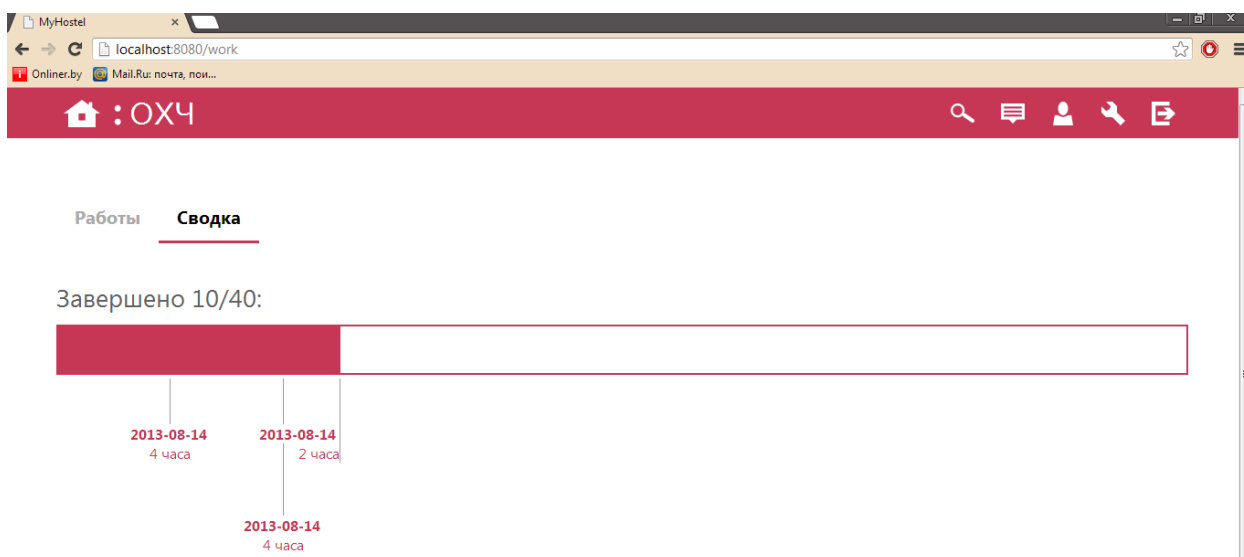 MyHostel
localhost:8080/work
Onliner.by Mail.Ru: почта, пои...
: ОХЧ
Работы Сводка
Завершено 10/40:
2013-08-14 2013-08-14
4 часа 2 часа
2013-08-14
4 часа